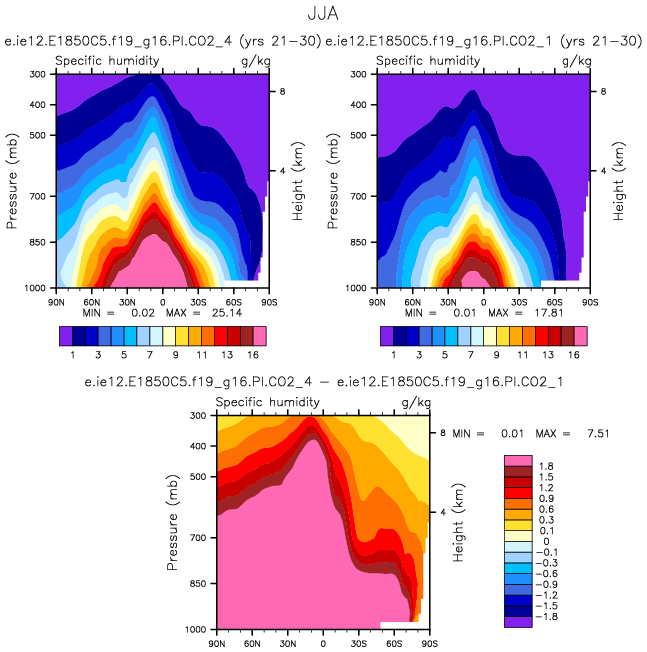 JJA
e.ie12.E1850C5.f19_g16.PI.CO2_4 (yrs 21-30) e.ie12.E1850C5.f19_g16.PI.CO2_1 (yrs 21-30)
Specific humidity g/kg Specific humidity g/kg
300 400 500 700 850 1000
Pressure (mb)
8 4
Height (km)
90N 60N 30N 0 30S 60S 90S
MIN = 0.02 MAX = 25.14
1 3 5 7 9 11 13 16
300 400 500 700 850 1000
Pressure (mb)
8 4
Height (km)
90N 60N 30N 0 30S 60S 90S
MIN = 0.01 MAX = 17.81
1 3 5 7 9 11 13 16
e.ie12.E1850C5.f19_g16.PI.CO2_4 - e.ie12.E1850C5.f19_g16.PI.CO2_1
Specific humidity g/kg
300 400 500 700 850 1000
Pressure (mb)
8 4
Height (km)
90N 60N 30N 0 30S 60S 90S
MIN = 0.01 MAX = 7.51
1.8
1.5
1.2
0.9
0.6
0.3
0.1
0
-0.1
-0.3
-0.6
-0.9
-1.2
-1.5
-1.8